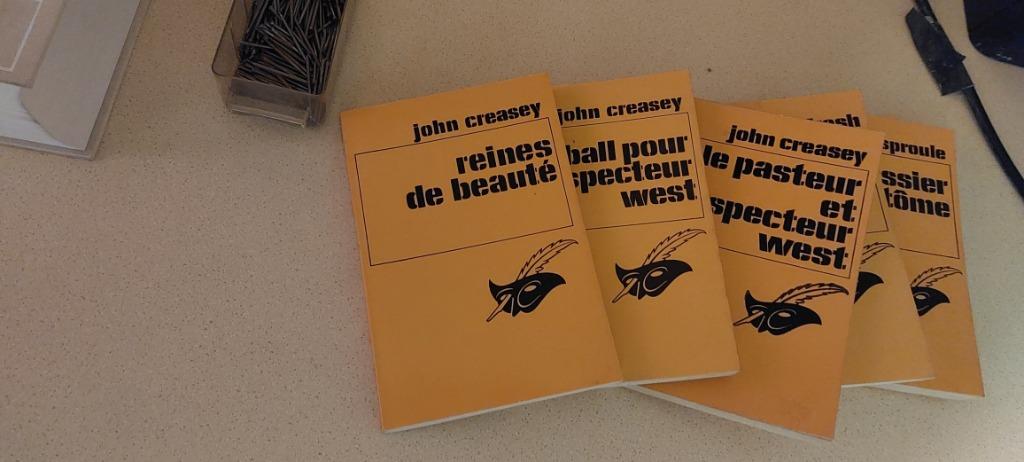 john creasey
reines
de beauté
john creasey
ball pour
specteur
west
john creasey
le pasteur
et
specteur
west
sproule
ssier
tôme